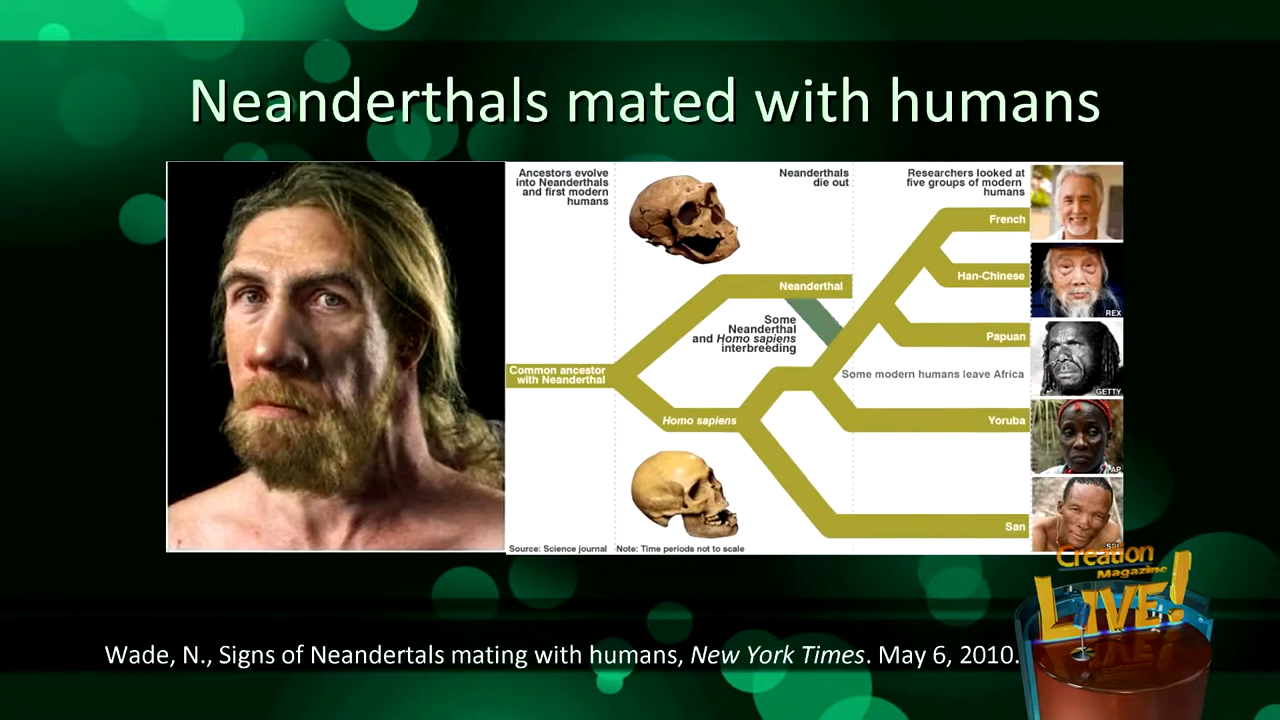 Neanderthals mated with humans
Ancestors evolve
into Neanderthals
and first modern
humans
Neanderthals
die out
Researchers looked at
five groups of modern
humans
French
Han-Chinese
REX
Neanderthal
Some
Neanderthal
and Homo sapiens
interbreeding
Papuan
Common ancestor
with Neanderthal
Some modern humans leave Africa
GETTY
Homo sapiens
Yoruba
AP
San
SPL
Source: Science journal Note: Time periods not to scale
Creation
Magazine
LIVE!
Wade, N., Signs of Neandertals mating with humans, New York Times. May 6, 2010.